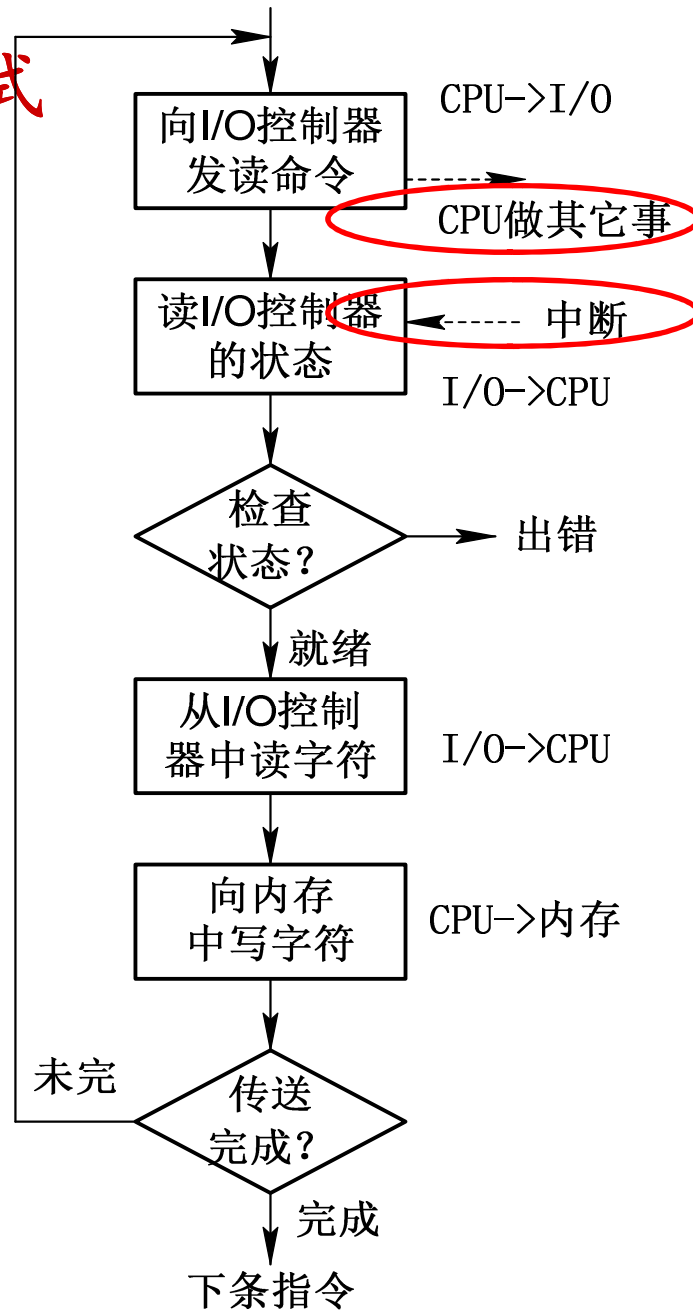 式
向I/O控制器
发读命令
CPU->I/O
CPU做其它事
读I/O控制器
的状态
中断
I/O->CPU
检查
状态？
出错
就绪
从I/O控制
器中读字符
I/O->CPU
向内存
中写字符
CPU->内存
未完
传送
完成？
完成
下条指令